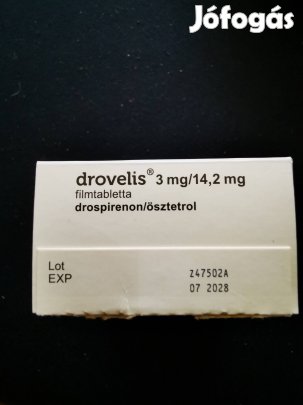 Jófogás
drovelis® 3 mg/14,2 mg
filmtabletta
drospirenon/ösztetrol
Lot Z47502A
EXP 07 2028